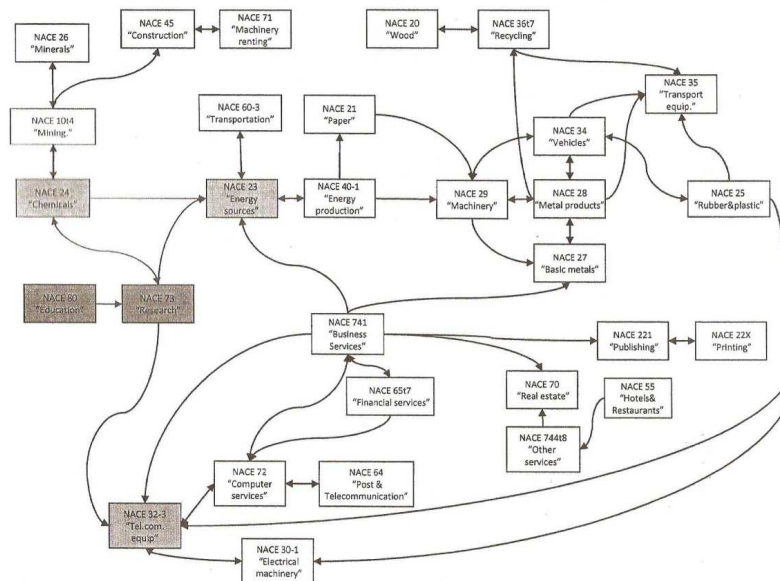 NACE 26
"Minerals"
NACE 45
"Construction"
NACE 71
"Machinery
renting"
NACE 20
"Wood"
NACE 36t7
"Recycling"
NACE 35
"Transport
equip."
NACE 60-3
"Transportation"
NACE 21
"Paper"
NACE 10t4
"Mining."
NACE 34
"Vehicles"
NACE 24
"Chemicals"
NACE 23
"Energy
sources"
NACE 40-1
"Energy
production"
NACE 29
"Machinery"
NACE 28
"Metal products"
NACE 25
"Rubber&plastic"
NACE 27
"Basic metals"
NACE 80
"Education"
NACE 73
"Research"
NACE 741
"Business
Services"
NACE 221
"Publishing"
NACE 22X
"Printing"
NACE 65t7
"Financial services"
NACE 70
"Real estate"
NACE 55
"Hotels&
Restaurants"
NACE 744t8
"Other
services"
NACE 72
"Computer
services"
NACE 64
"Post &
Telecommunication"
NACE 32-3
"Tel.com.
equip"
NACE 30-1
"Electrical
machinery"